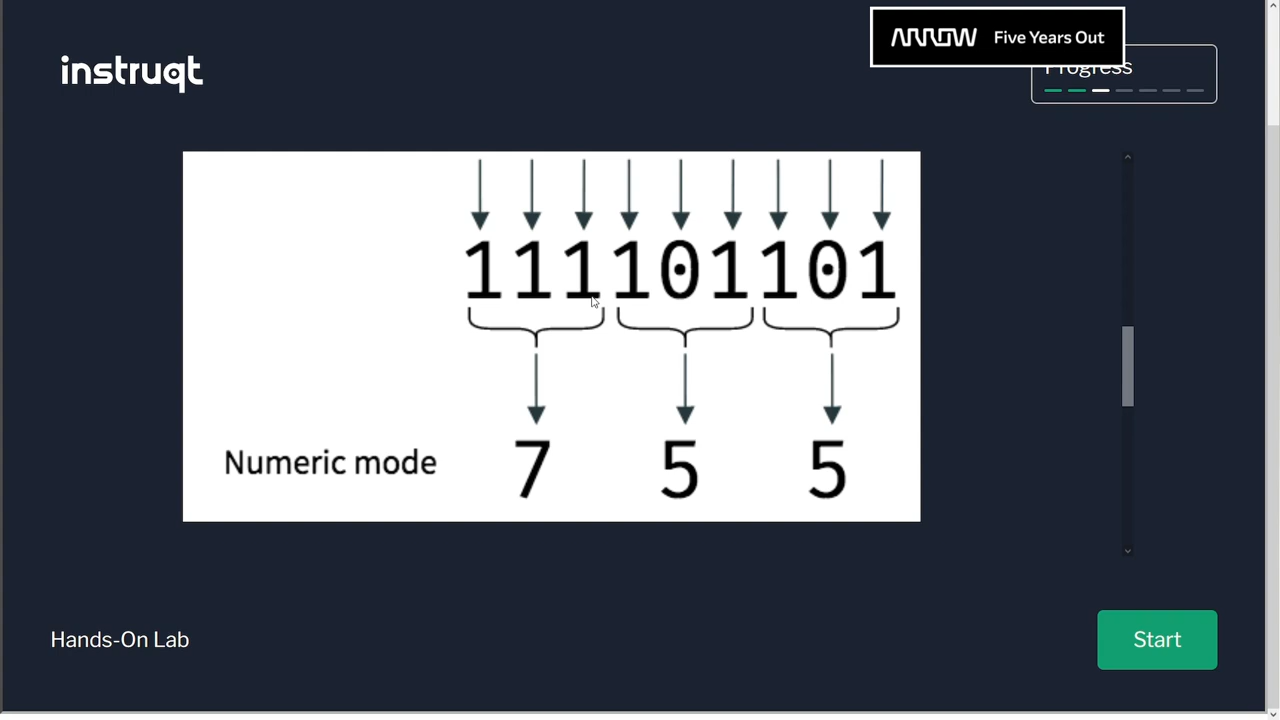 ARROW Five Years Out
instruqt
Progress
111101101
Numeric mode 7 5 5
Hands-On Lab
Start